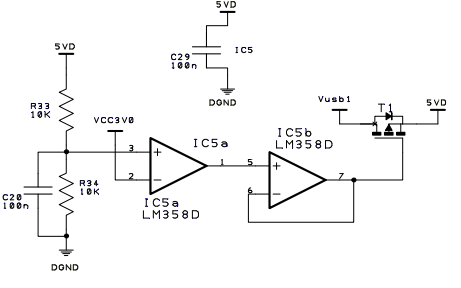 5VD
C29
100n
IC5
DGND
5VD
R33
10K
VCC3V0
3
2
IC5a
1
IC5a
LM358D
R34
10K
C20
100n
DGND
IC5b
LM358D
5
6
7
Vusb1
T1
5VD